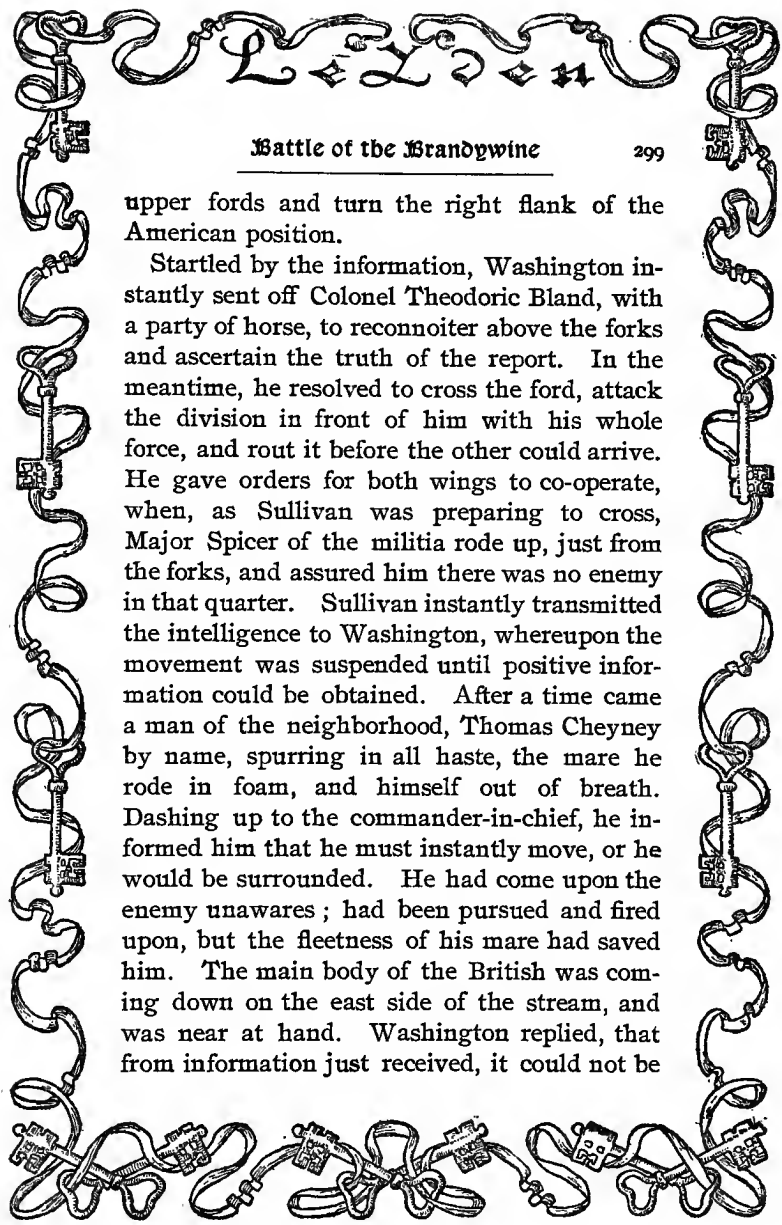 LeYden
Battle of the Brandywine 299
upper fords and turn the right flank of the
American position.
Startled by the information, Washington in-
stantly sent off Colonel Theodoric Bland, with
a party of horse, to reconnoiter above the forks
and ascertain the truth of the report. In the
meantime, he resolved to cross the ford, attack
the division in front of him with his whole
force, and rout it before the other could arrive.
He gave orders for both wings to co-operate,
when, as Sullivan was preparing to cross,
Major Spicer of the militia rode up, just from
the forks, and assured him there was no enemy
in that quarter. Sullivan instantly transmitted
the intelligence to Washington, whereupon the
movement was suspended until positive infor-
mation could be obtained. After a time came
a man of the neighborhood, Thomas Cheyney
by name, spurring in all haste, the mare he
rode in foam, and himself out of breath.
Dashing up to the commander-in-chief, he in-
formed him that he must instantly move, or he
would be surrounded. He had come upon the
enemy unawares ; had been pursued and fired
upon, but the fleetness of his mare had saved
him. The main body of the British was com-
ing down on the east side of the stream, and
was near at hand. Washington replied, that
from information just received, it could not be